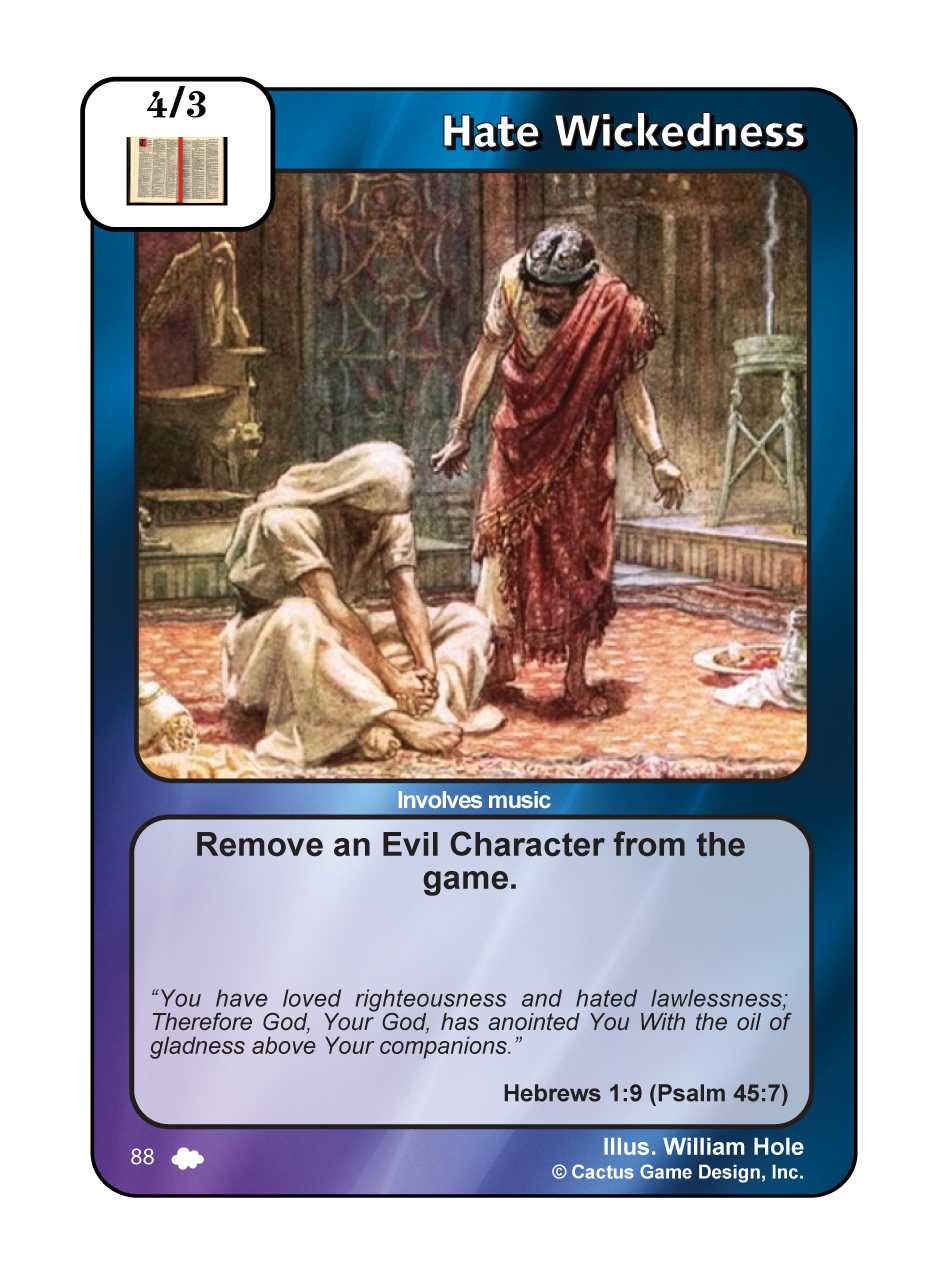 4/3
Hate Wickedness
Involves music
Remove an Evil Character from the
game.
“You have loved righteousness and hated lawlessness;
Therefore God, Your God, has anointed You With the oil of
gladness above Your companions.”
Hebrews 1:9 (Psalm 45:7)
88
Illus. William Hole
© Cactus Game Design, Inc.